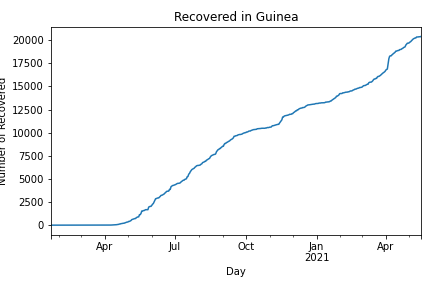 Recovered in Guinea
Number of Recovered
20000
17500
15000
12500
10000
7500
5000
2500
0
Apr
Jul
Oct
Jan
2021
Apr
Day